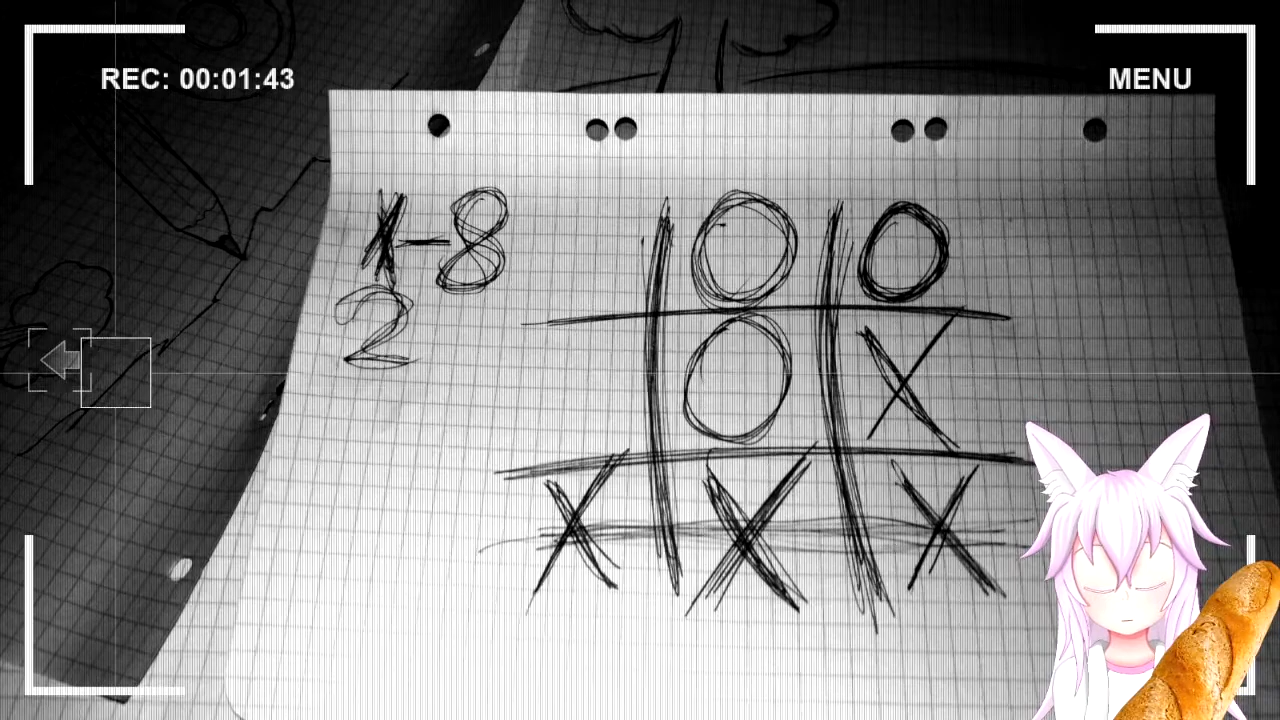 REC: 00:01:43
MENU
1-8
2
O O
O X
X X X